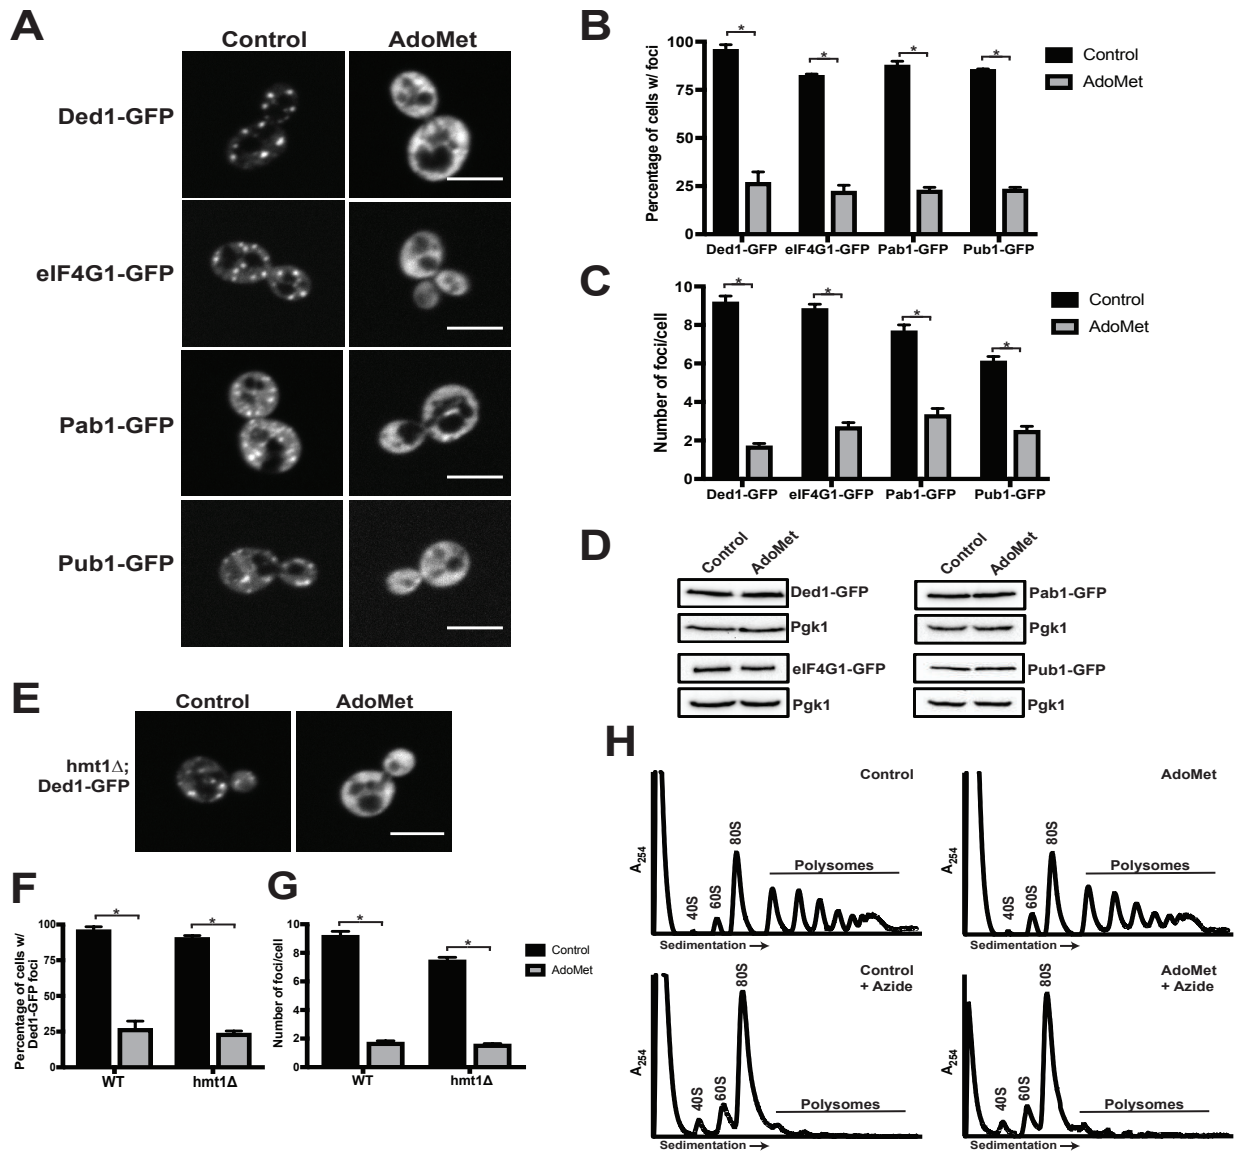 A
Control
AdoMet
Ded1-GFP
eIF4G1-GFP
Pab1-GFP
Pub1-GFP
B
Percentage of cells w/ foci
100
75
50
25
0
*
*
*
*
Ded1-GFP
eIF4G1-GFP
Pab1-GFP
Pub1-GFP
Control
AdoMet
C
Number of foci/cell
10
8
6
4
2
0
*
*
*
*
Ded1-GFP
eIF4G1-GFP
Pab1-GFP
Pub1-GFP
Control
AdoMet
D
Control
AdoMet
Ded1-GFP
Pgk1
eIF4G1-GFP
Pgk1
Control
AdoMet
Pab1-GFP
Pgk1
Pub1-GFP
Pgk1
E
Control
AdoMet
hmt1Δ;
Ded1-GFP
F
Percentage of cells w/
Ded1-GFP foci
100
75
50
25
0
*
*
WT
hmt1Δ
G
Number of foci/cell
10
8
6
4
2
0
*
*
WT
hmt1Δ
Control
AdoMet
H
Control
A254
40S
60S
80S
Polysomes
Sedimentation →
AdoMet
A254
40S
60S
80S
Polysomes
Sedimentation →
Control
+ Azide
A254
40S
60S
80S
Polysomes
Sedimentation →
AdoMet
+ Azide
A254
40S
60S
80S
Polysomes
Sedimentation →